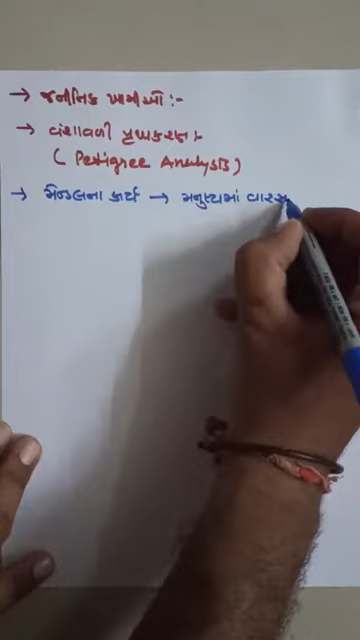 → જનીનિક ખામીઓ :-
→ વંશાવળી પૃથક્કરણ :-
( Pedigree Analysis )
→ મેન્ડલના કાર્ય → મનુષ્યમાં વારસ